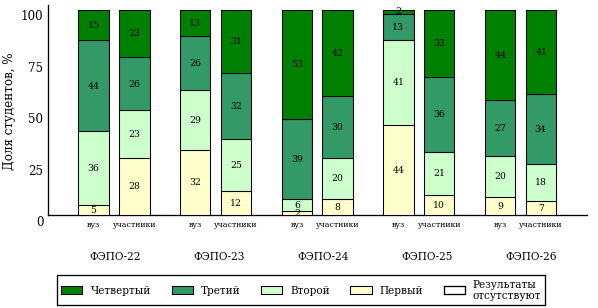 Доля студентов, %
100
75
50
25
0
15 23 13 31 53 42 2 33 44 41
44 26 26 32 39 30 13 36 27 34
36 23 29 25 6 20 41 21 20 18
5 28 32 12 2 8 44 10 9 7
вуз участники вуз участники вуз участники вуз участники вуз участники
ФЭПО-22 ФЭПО-23 ФЭПО-24 ФЭПО-25 ФЭПО-26
Четвертый Третий Второй Первый Результаты
отсутствуют